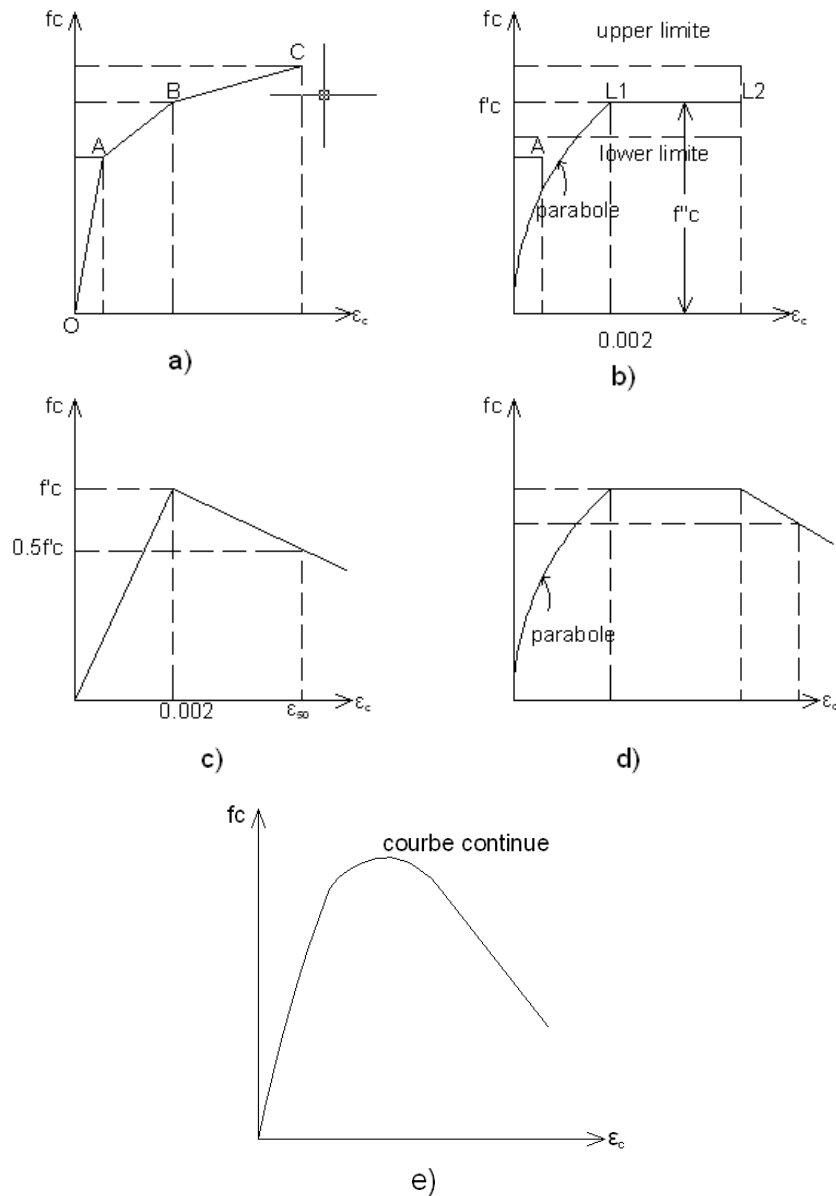 fc
C
B
A
O
εc
a)
fc
upper limite
L1
L2
f'c
A
lower limite
parabole
f"c
εc
0.002
b)
fc
f'c
0.5f'c
0.002
ε50
εc
c)
fc
parabole
εc
d)
fc
courbe continue
εc
e)